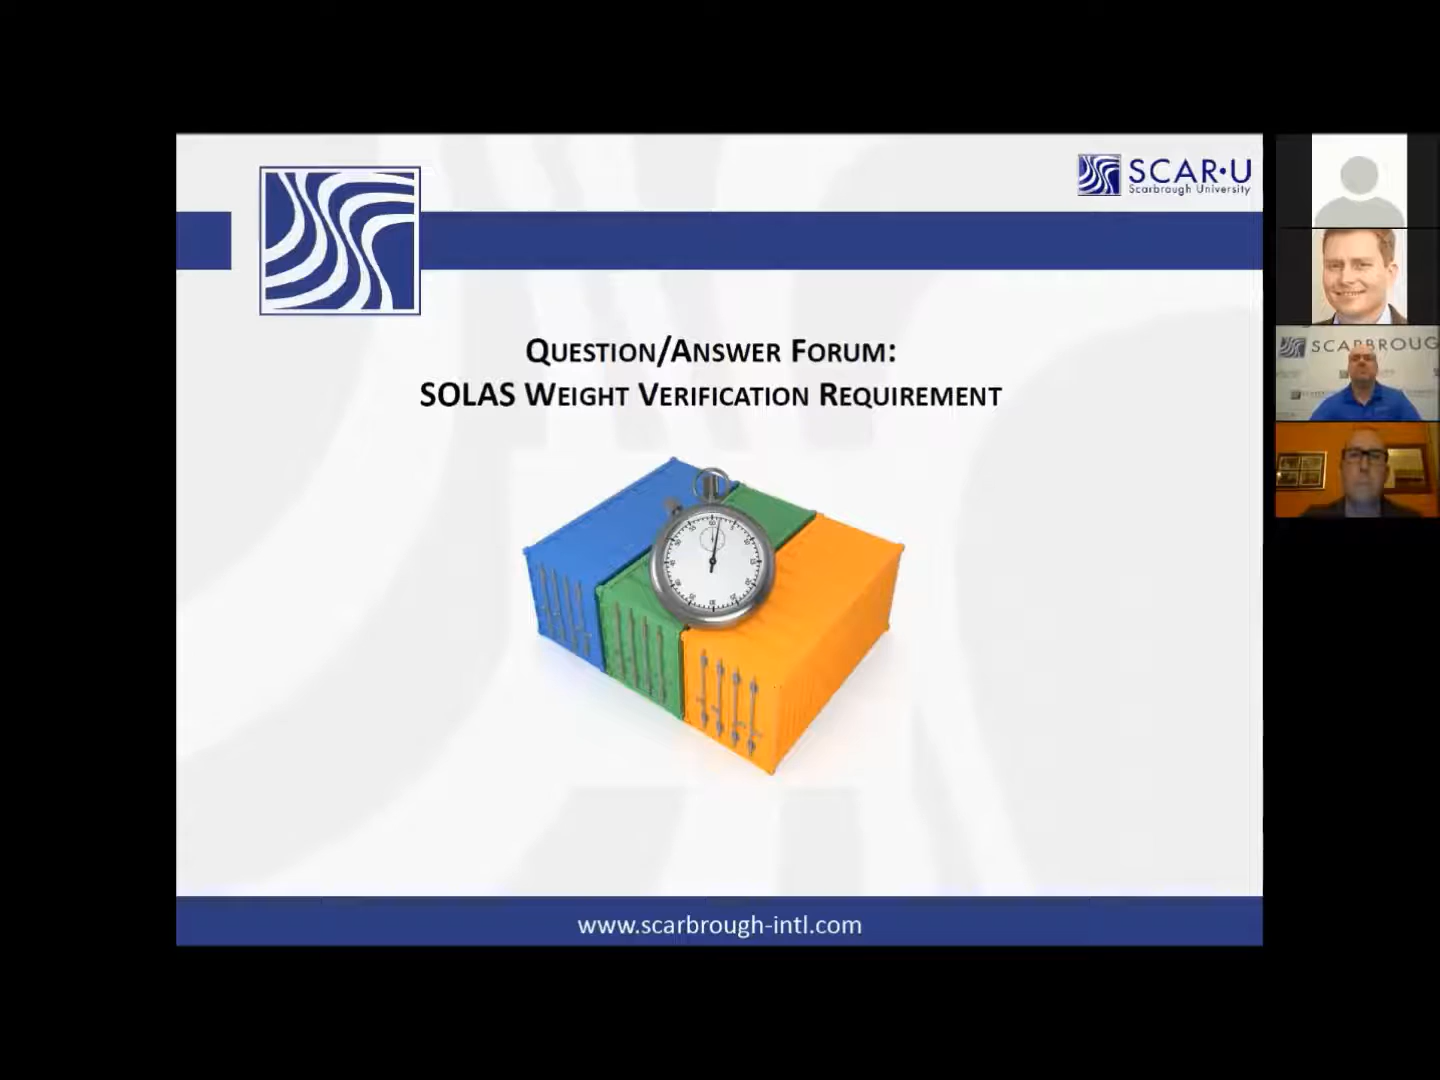 SCAR·U
Scarbrough University
QUESTION/ANSWER FORUM:
SOLAS WEIGHT VERIFICATION REQUIREMENT
SCARBROUG
www.scarbrough-intl.com